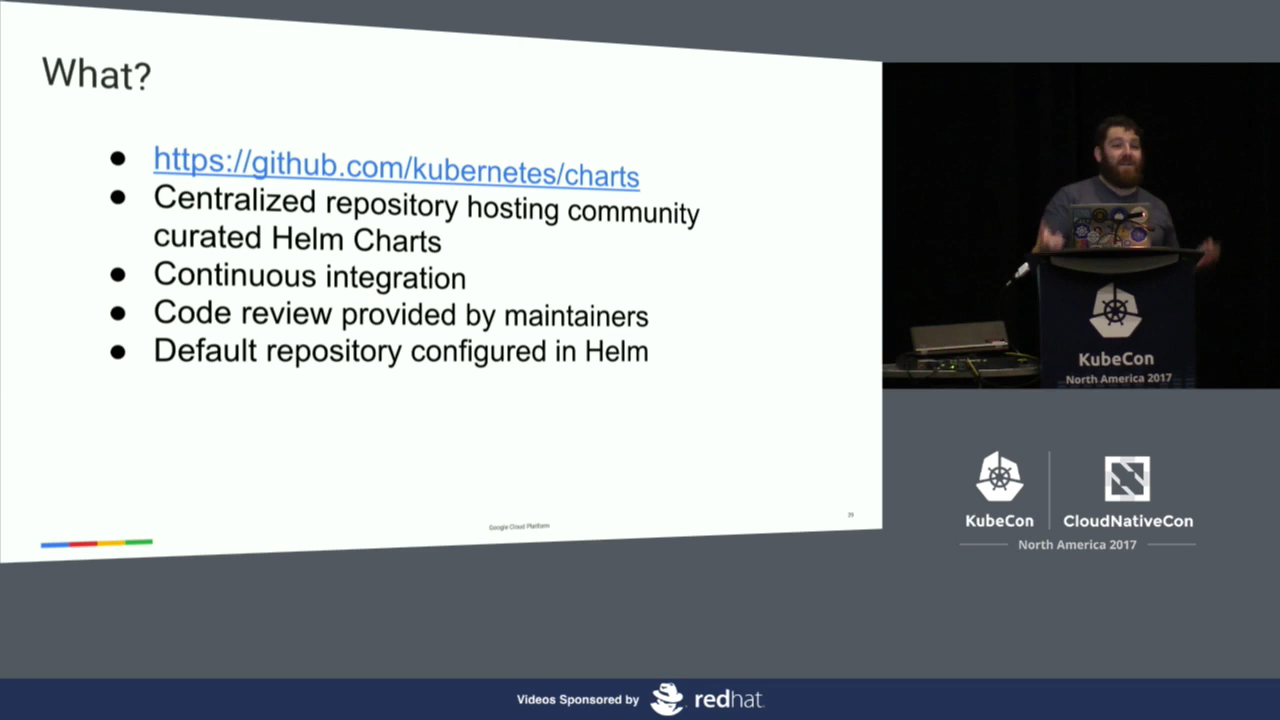 What?
https://github.com/kubernetes/charts
Centralized repository hosting community
curated Helm Charts
Continuous integration
Code review provided by maintainers
Default repository configured in Helm
Google Cloud Platform
KubeCon
North America 2017
KubeCon
CloudNativeCon
North America 2017
Videos Sponsored by
redhat.